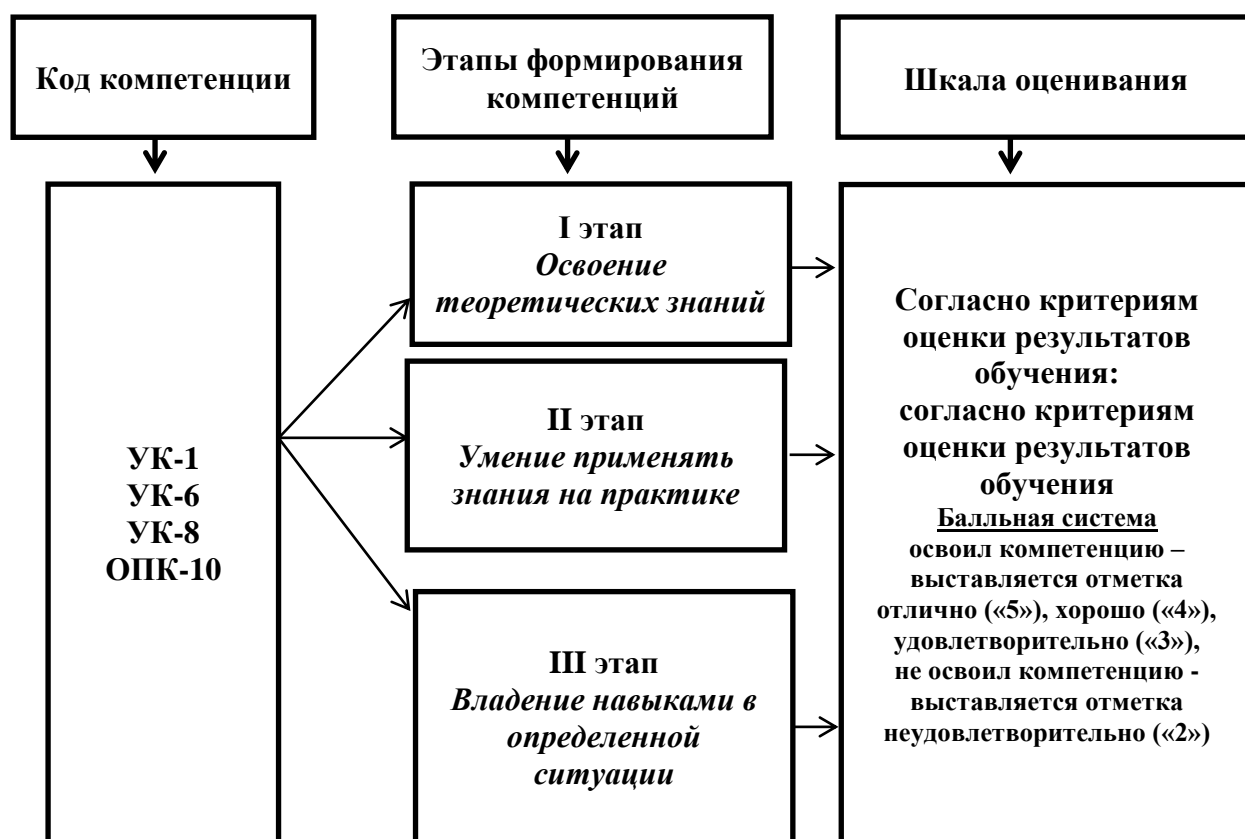 Код компетенции
Этапы формирования
компетенций
Шкала оценивания
УК-1
УК-6
УК-8
ОПК-10
I этап
Освоение
теоретических знаний
II этап
Умение применять
знания на практике
III этап
Владение навыками в
определенной
ситуации
Согласно критериям
оценки результатов
обучения:
согласно критериям
оценки результатов
обучения
Балльная система
освоил компетенцию –
выставляется отметка
отлично («5»), хорошо («4»),
удовлетворительно («3»),
не освоил компетенцию -
выставляется отметка
неудовлетворительно («2»)